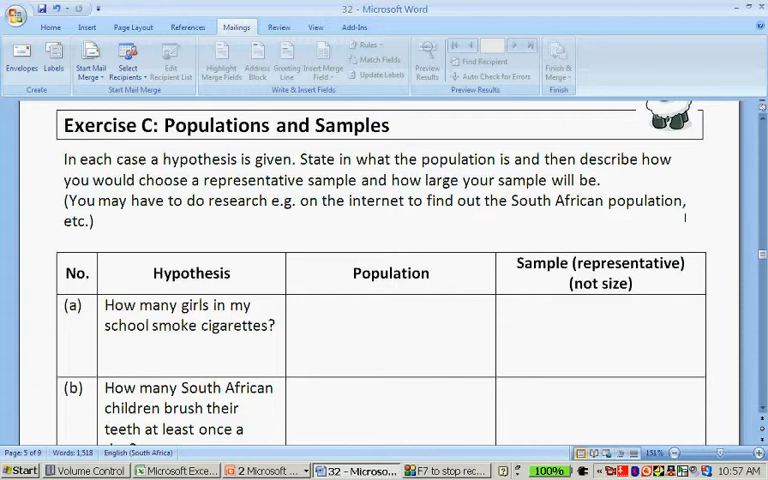 32 - Microsoft Word
Home Insert Page Layout References Mailings Review View Add-Ins
Envelopes Labels Start Mail Merge Select Recipients Edit Recipient List Highlight Merge Fields Address Block Greeting Line Insert Merge Field Rules Match Fields Update Labels Preview Results Find Recipient Auto Check for Errors Finish & Merge
Create Start Mail Merge Write & Insert Fields Preview Results Finish
Exercise C: Populations and Samples
In each case a hypothesis is given. State in what the population is and then describe how
you would choose a representative sample and how large your sample will be.
(You may have to do research e.g. on the internet to find out the South African population,
etc.)
No. Hypothesis Population Sample (representative)
(not size)
(a) How many girls in my
school smoke cigarettes?
(b) How many South African
children brush their
teeth at least once a
Page: 5 of 9 Words: 1,518 English (South Africa) 151%
Start Volume Control Microsoft Exce... 2 Microsoft ... 32 - Microso... F7 to stop rec... 100% 10:57 AM